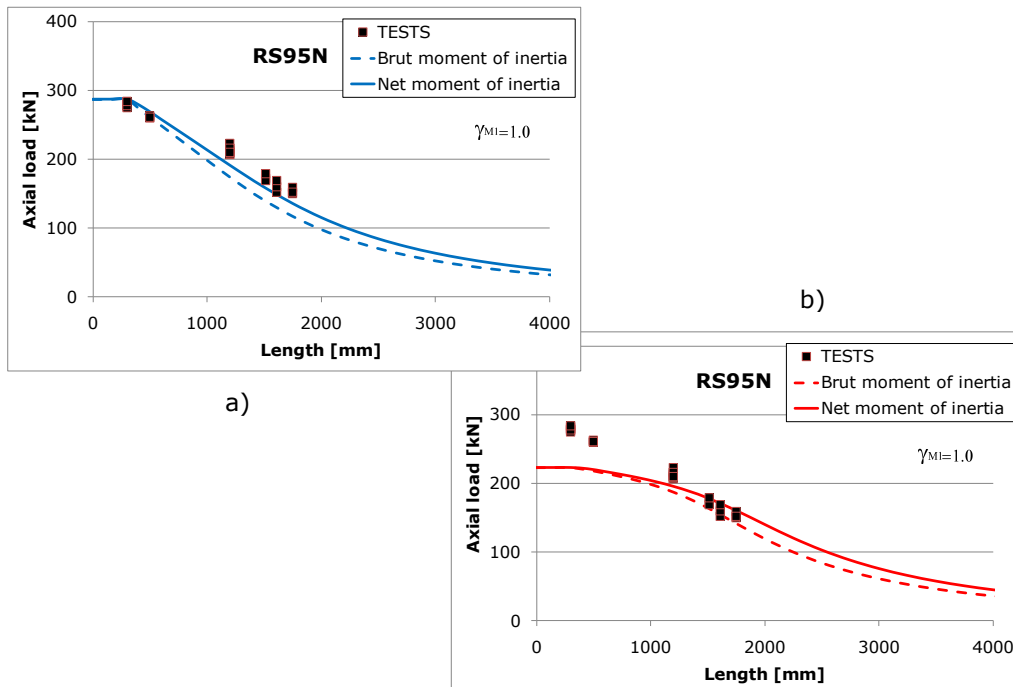 400
300
200
100
0
Axial load [kN]
RS95N
TESTS
Brut moment of inertia
Net moment of inertia
γM1=1.0
0 1000 2000 3000 4000
Length [mm]
a)
b)
300
200
100
0
Axial load [kN]
RS95N
TESTS
Brut moment of inertia
Net moment of inertia
γM1=1.0
0 1000 2000 3000 4000
Length [mm]